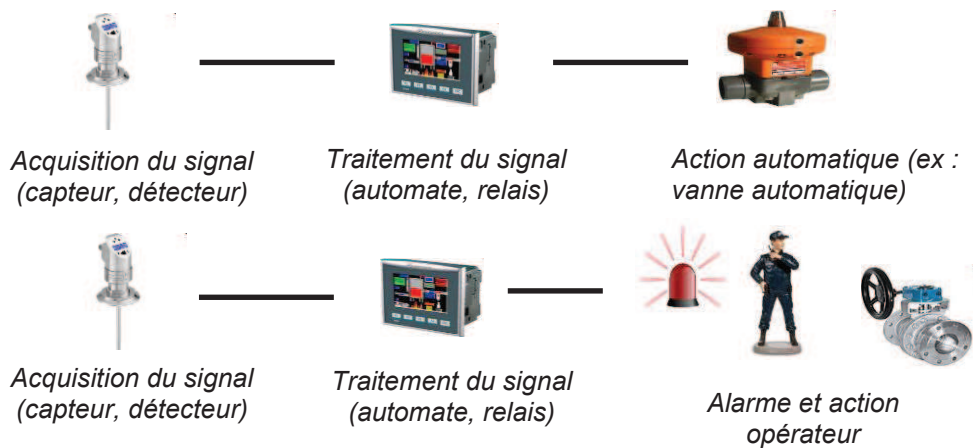 Acquisition du signal
(capteur, détecteur)
Traitement du signal
(automate, relais)
Action automatique (ex :
vanne automatique)
Acquisition du signal
(capteur, détecteur)
Traitement du signal
(automate, relais)
Alarme et action
opérateur